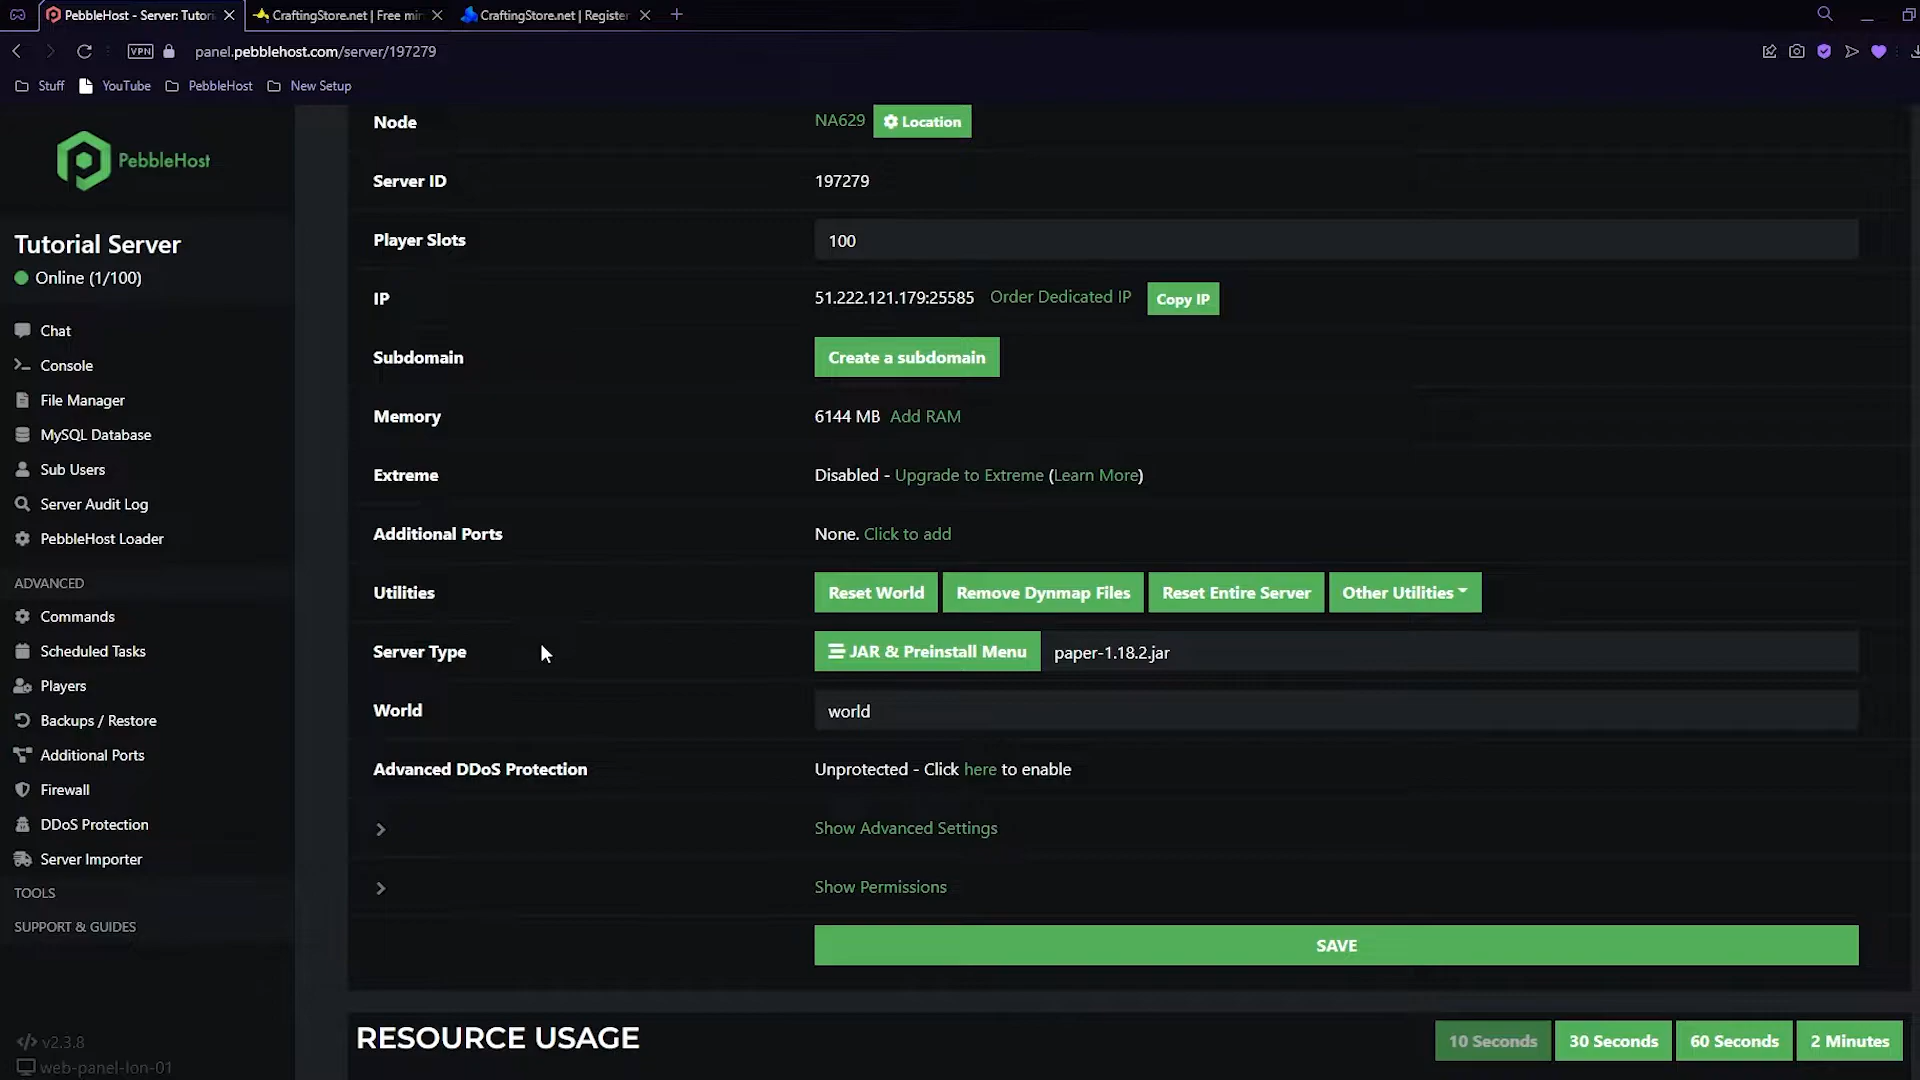 PebbleHost - Server: Tutori
CraftingStore.net | Free min
CraftingStore.net | Register
VPN
panel.pebblehost.com/server/197279
Stuff
YouTube
PebbleHost
New Setup
PebbleHost
Tutorial Server
Online (1/100)
Chat
Console
File Manager
MySQL Database
Sub Users
Server Audit Log
PebbleHost Loader
ADVANCED
Commands
Scheduled Tasks
Players
Backups / Restore
Additional Ports
Firewall
DDoS Protection
Server Importer
TOOLS
SUPPORT & GUIDES
v2.3.8
web-panel-lon-01
Node
NA629
Location
Server ID
197279
Player Slots
100
IP
51.222.121.179:25585 Order Dedicated IP Copy IP
Subdomain
Create a subdomain
Memory
6144 MB Add RAM
Extreme
Disabled - Upgrade to Extreme (Learn More)
Additional Ports
None. Click to add
Utilities
Reset World
Remove Dynmap Files
Reset Entire Server
Other Utilities
Server Type
JAR & Preinstall Menu
paper-1.18.2.jar
World
world
Advanced DDoS Protection
Unprotected - Click here to enable
Show Advanced Settings
Show Permissions
SAVE
RESOURCE USAGE
10 Seconds
30 Seconds
60 Seconds
2 Minutes